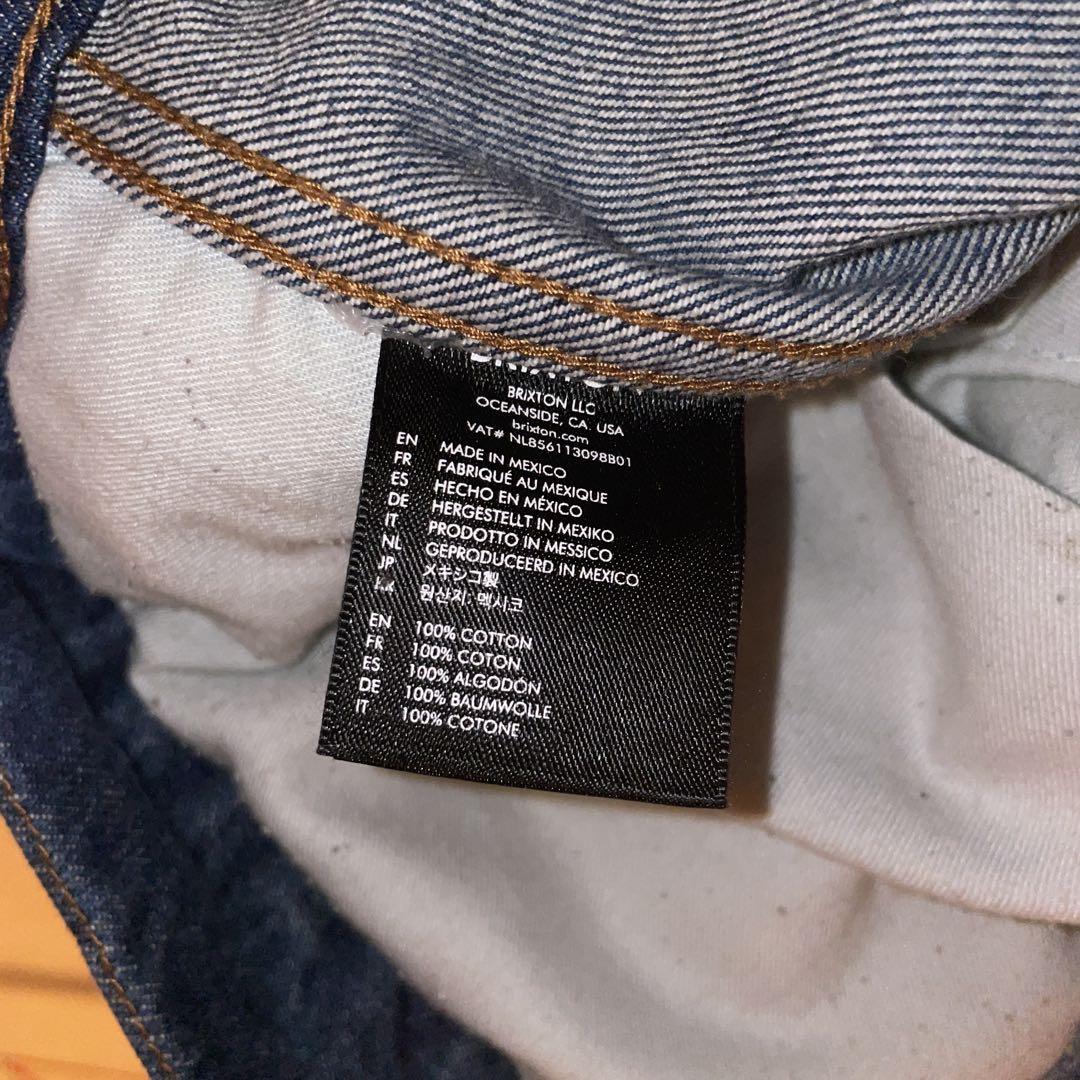 BRIXTON
BRIXTON LLC
OCEANSIDE, CA. USA
brixton.com
VAT# NL856113098B01
EN MADE IN MEXICO
FR FABRIQUÉ AU MEXIQUE
ES HECHO EN MÉXICO
DE HERGESTELLT IN MEXIKO
IT PRODOTTO IN MESSICO
NL GEPRODUCEERD IN MEXICO
JP メキシコ製
원산지: 멕시코
EN 100% COTTON
FR 100% COTON
ES 100% ALGODÓN
DE 100% BAUMWOLLE
IT 100% COTONE